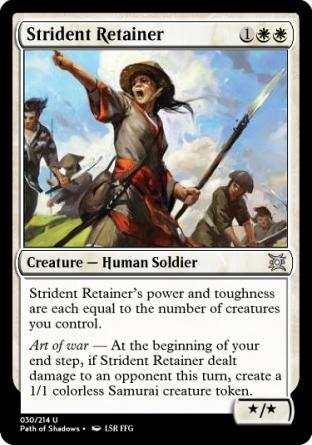 Strident Retainer 1
Creature — Human Soldier
Strident Retainer's power and toughness
are each equal to the number of creatures
you control.
Art of war — At the beginning of your
end step, if Strident Retainer dealt
damage to an opponent this turn, create a
1/1 colorless Samurai creature token.
★/★
030/214 U
Path of Shadows • LSR FFG